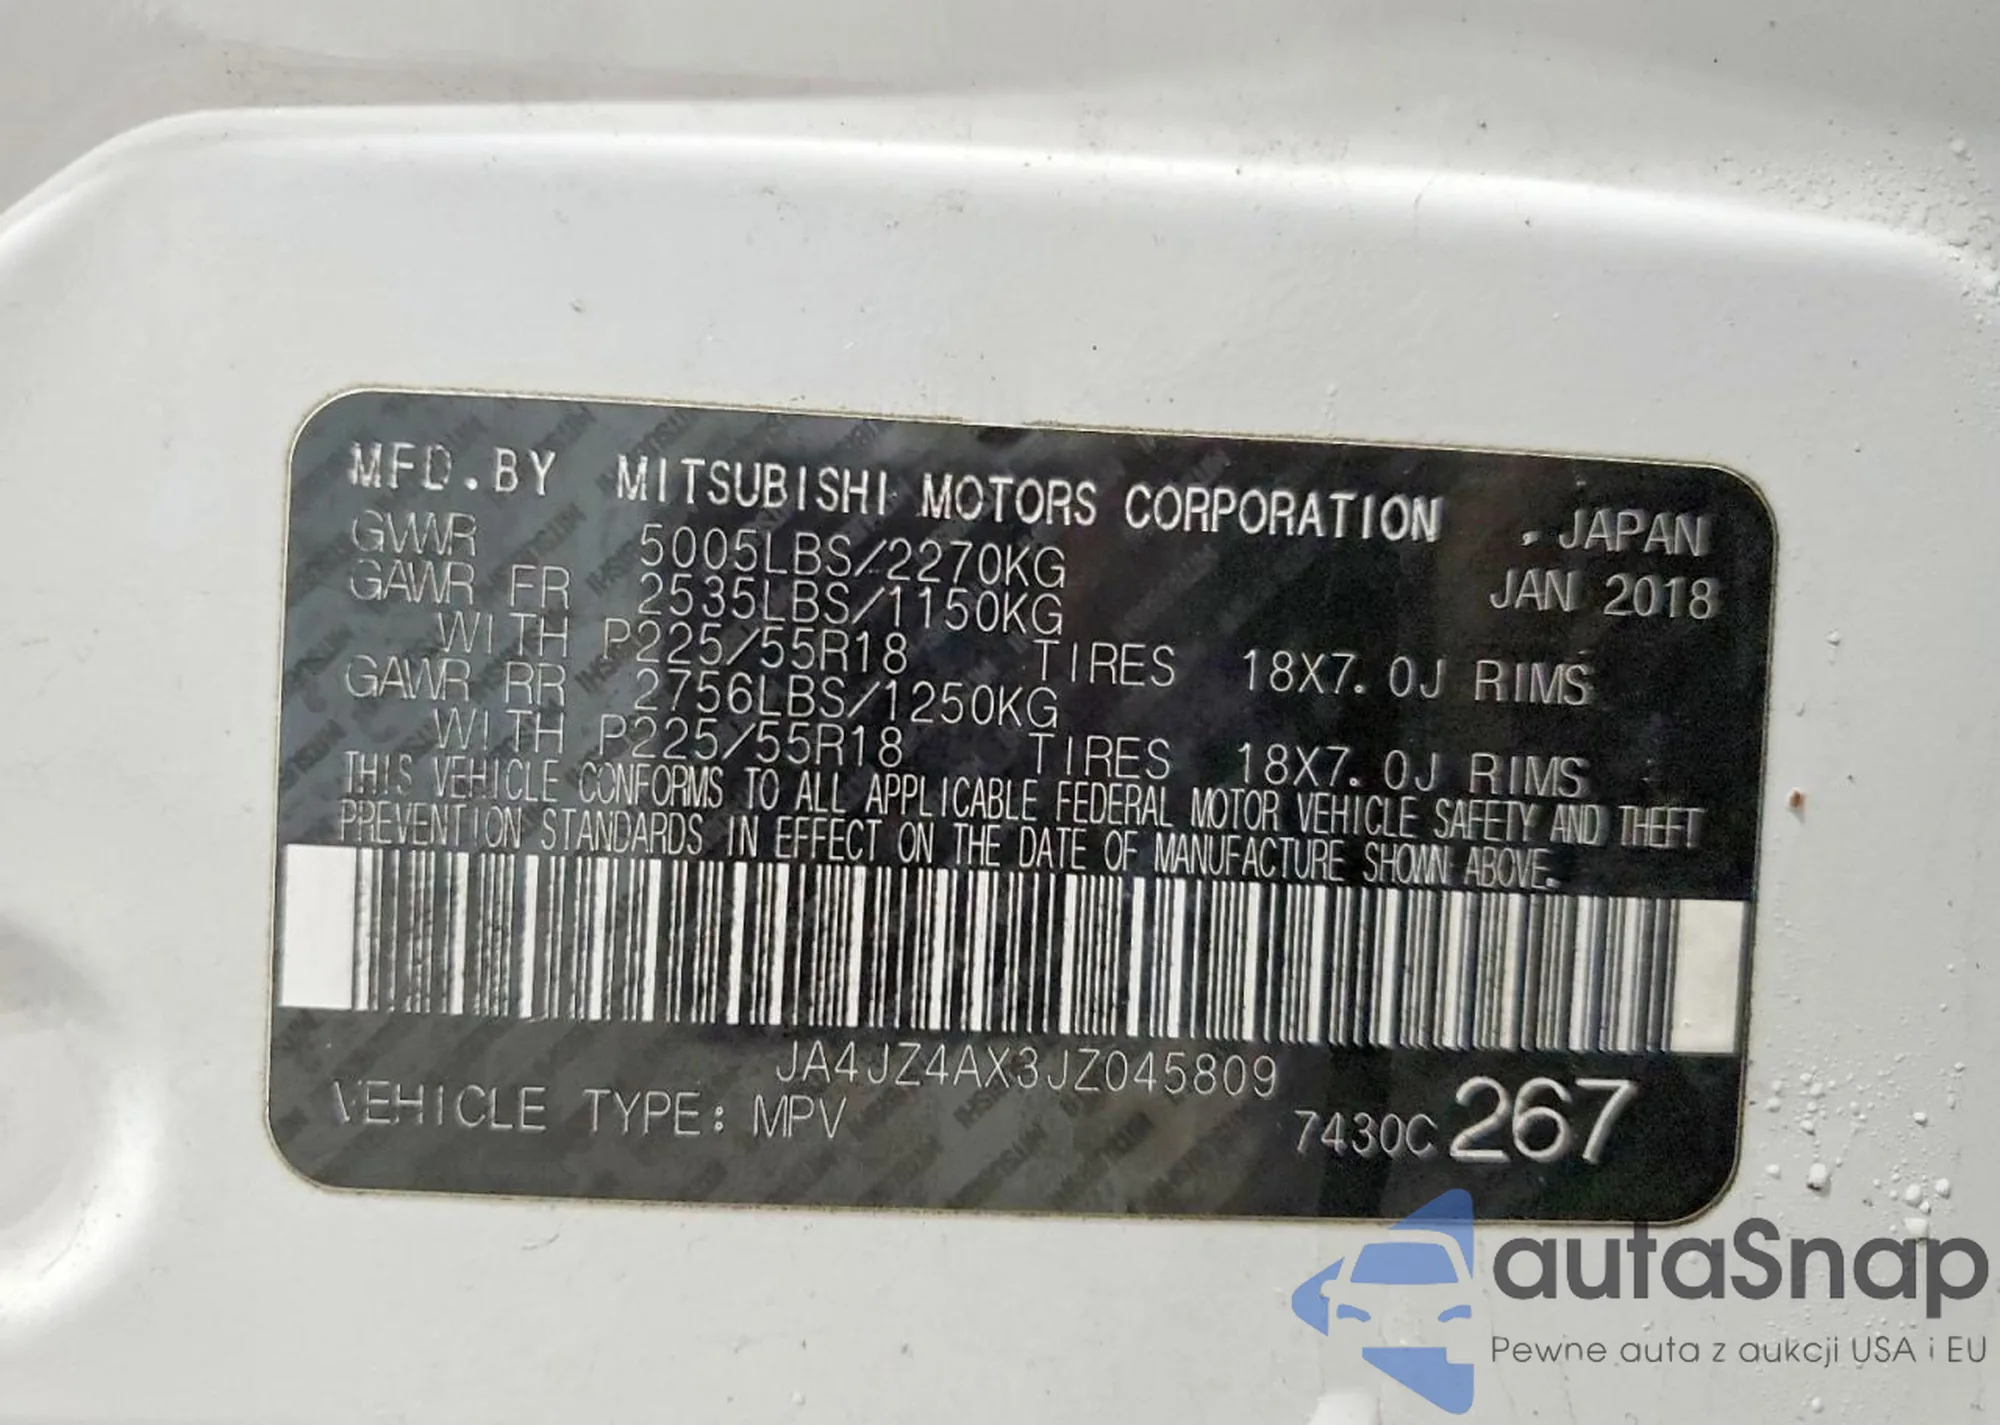 MFD.BY MITSUBISHI MOTORS CORPORATION . JAPAN
GVWR 5005LBS/2270KG JAN 2018
GAWR FR 2535LBS/1150KG
WITH P225/55R18 TIRES 18X7.0J RIMS
GAWR RR 2756LBS/1250KG
WITH P225/55R18 TIRES 18X7.0J RIMS
THIS VEHICLE CONFORMS TO ALL APPLICABLE FEDERAL MOTOR VEHICLE SAFETY AND THEFT
PREVENTION STANDARDS IN EFFECT ON THE DATE OF MANUFACTURE SHOWN ABOVE.
JA4JZ4AX3JZ045809
VEHICLE TYPE: MPV 7430C 267
autaSnap
Pewne auta z aukcji USA i EU